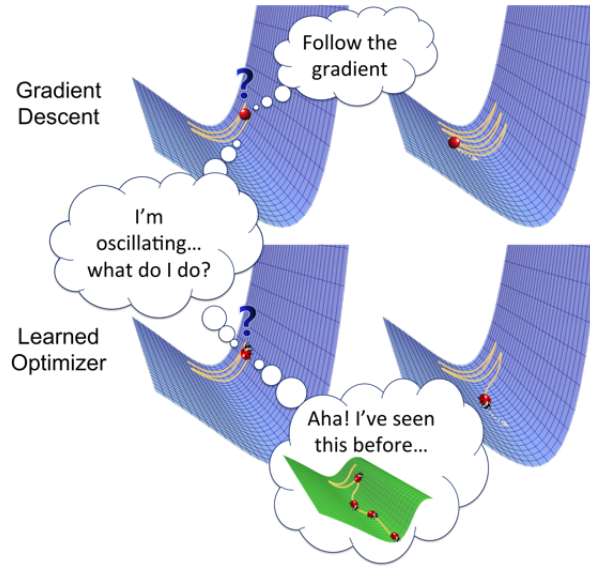 Follow the
gradient
Gradient
Descent
?
I'm
oscillating...
what do I do?
Learned
Optimizer
?
Aha! I've seen
this before...